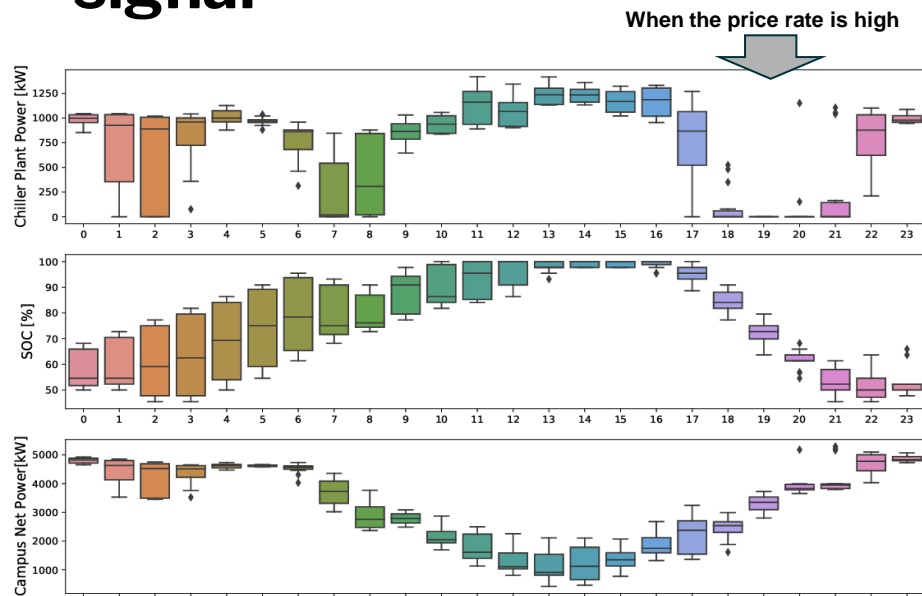 signal
When the price rate is high
Chiller Plant Power [kW]
1250
1000
750
500
250
0
0 1 2 3 4 5 6 7 8 9 10 11 12 13 14 15 16 17 18 19 20 21 22 23
SOC [%]
100
90
80
70
60
50
0 1 2 3 4 5 6 7 8 9 10 11 12 13 14 15 16 17 18 19 20 21 22 23
Campus Net Power[kW]
5000
4000
3000
2000
1000